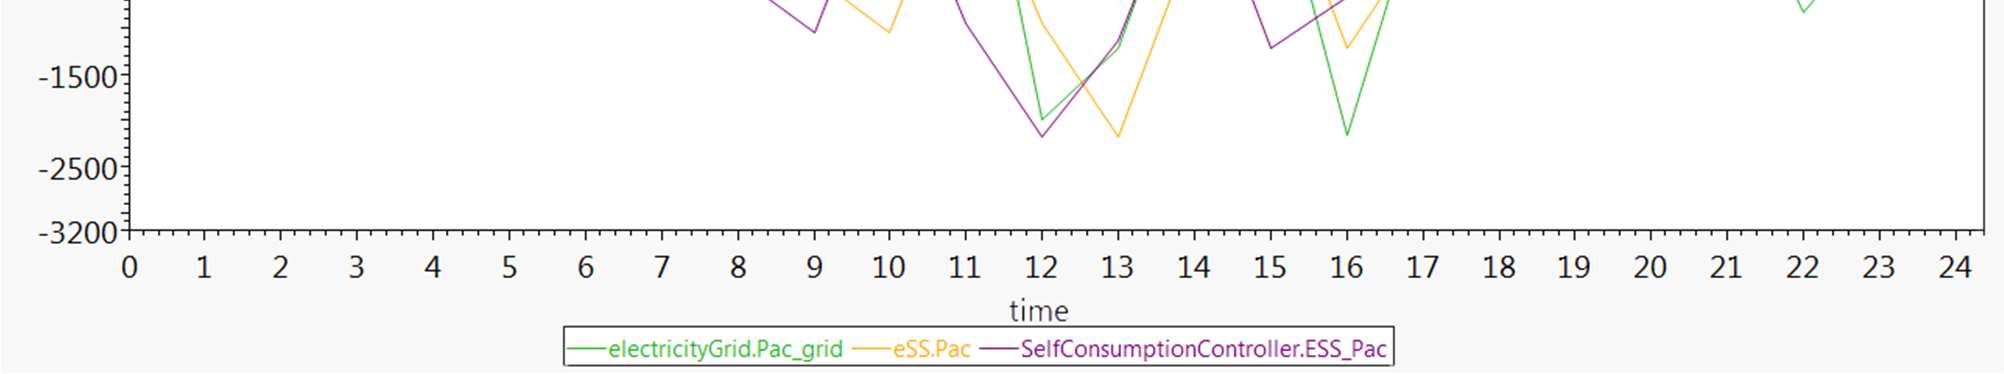 -1500
-2500
-3200
0 1 2 3 4 5 6 7 8 9 10 11 12 13 14 15 16 17 18 19 20 21 22 23 24
time
electricityGrid.Pac_grid eSS.Pac SelfConsumptionController.ESS_Pac